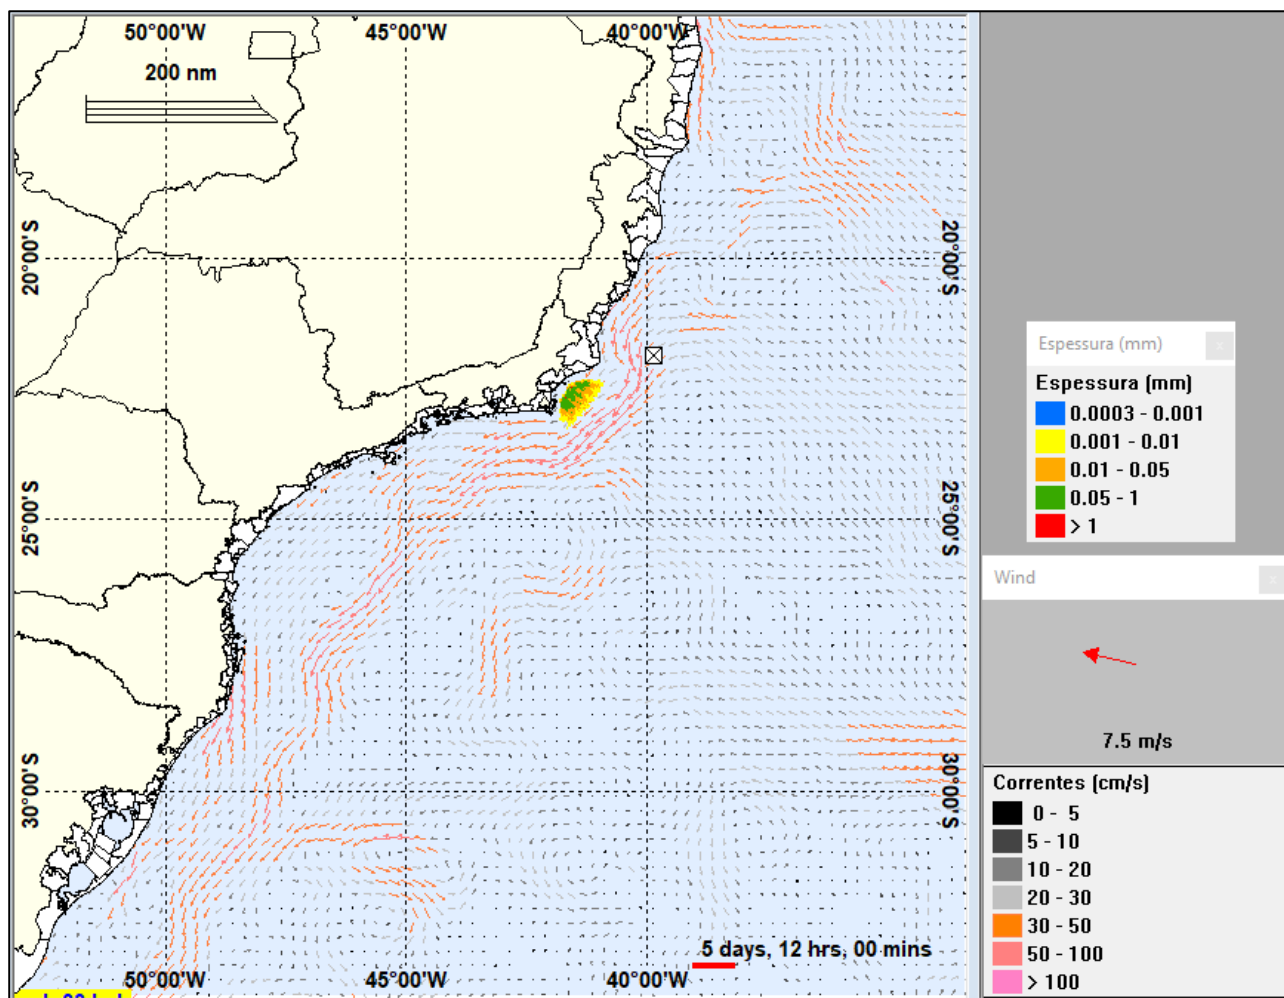 50°00'W
45°00'W
40°00'W
200 nm
20°00'S
20°00'S
25°00'S
25°00'S
30°00'S
30°00'S
5 days, 12 hrs, 00 mins
50°00'W
45°00'W
40°00'W
Espessura (mm)
x
Espessura (mm)
0.0003 - 0.001
0.001 - 0.01
0.01 - 0.05
0.05 - 1
> 1
Wind
x
7.5 m/s
Correntes (cm/s)
0 - 5
5 - 10
10 - 20
20 - 30
30 - 50
50 - 100
> 100